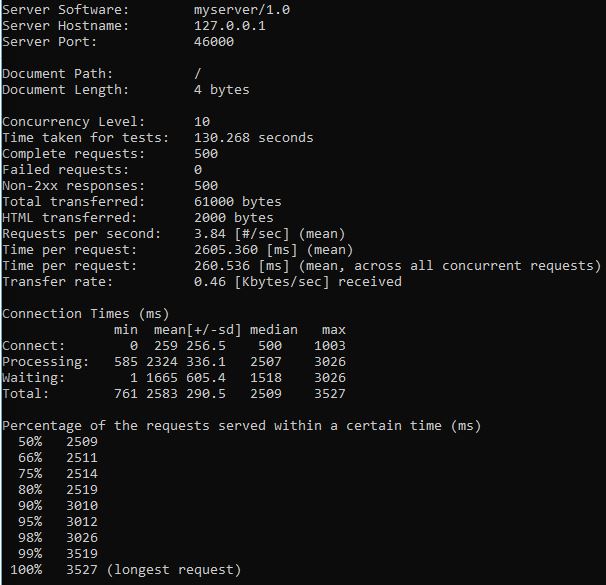 Server Software:        myserver/1.0
Server Hostname:        127.0.0.1
Server Port:            46000

Document Path:          /
Document Length:        4 bytes

Concurrency Level:      10
Time taken for tests:   130.268 seconds
Complete requests:      500
Failed requests:        0
Non-2xx responses:      500
Total transferred:      61000 bytes
HTML transferred:       2000 bytes
Requests per second:    3.84 [#/sec] (mean)
Time per request:       2605.360 [ms] (mean)
Time per request:       260.536 [ms] (mean, across all concurrent requests)
Transfer rate:          0.46 [Kbytes/sec] received

Connection Times (ms)
              min  mean[+/-sd] median   max
Connect:        0  259 256.5    500    1003
Processing:   585 2324 336.1   2507    3026
Waiting:        1 1665 605.4   1518    3026
Total:        761 2583 290.5   2509    3527

Percentage of the requests served within a certain time (ms)
  50%   2509
  66%   2511
  75%   2514
  80%   2519
  90%   3010
  95%   3012
  98%   3026
  99%   3519
 100%   3527 (longest request)